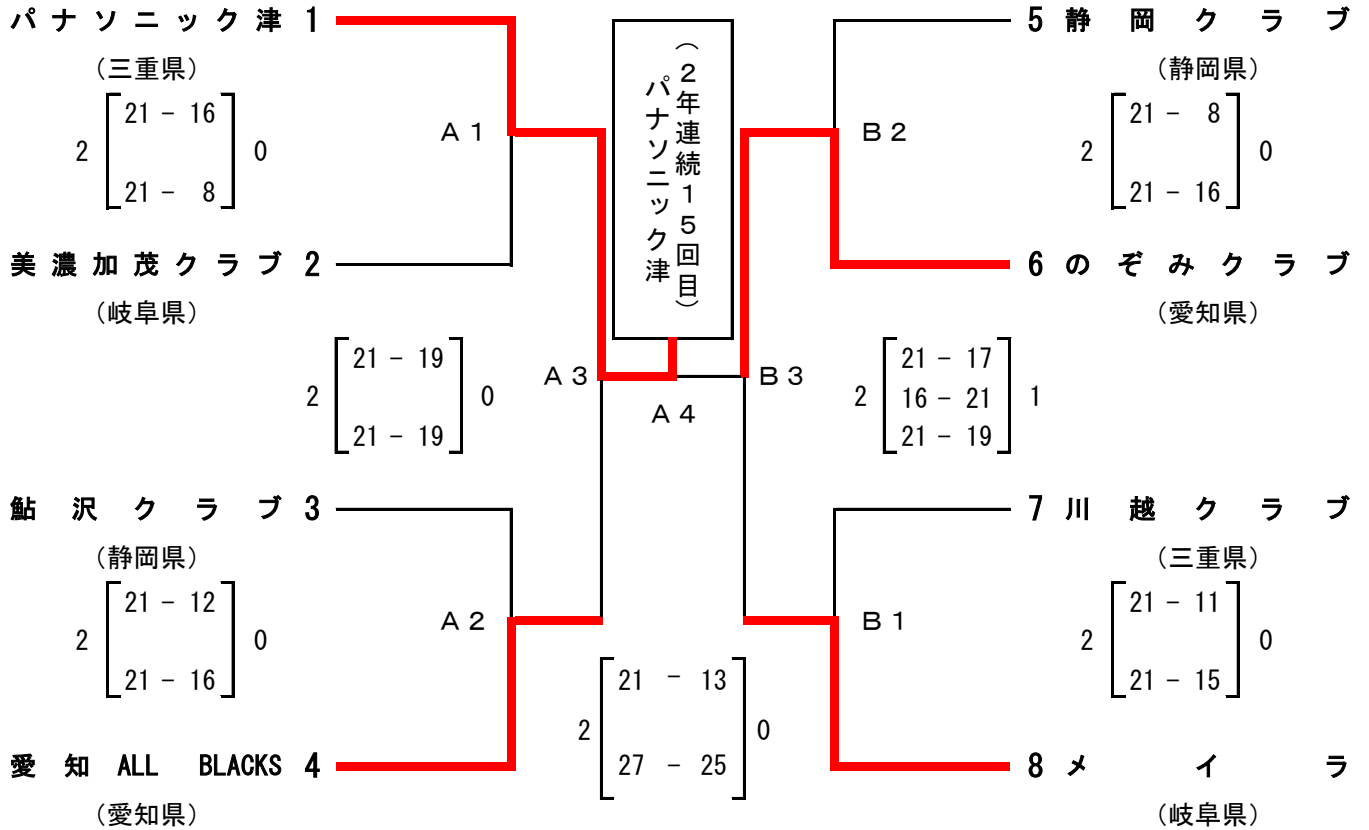 パナソニック津 1
(三重県)
2 [21 - 16 21 - 8] 0
A1
美濃加茂クラブ 2
(岐阜県)
2 [21 - 19 21 - 19] 0
A3
鮎沢クラブ 3
(静岡県)
2 [21 - 12 21 - 16] 0
A2
愛知ALL BLACKS 4
(愛知県)
(2年連続15回目)
パナソニック津
A4
2 [21 - 13 27 - 25] 0
5 静岡クラブ
(静岡県)
2 [21 - 8 21 - 16] 0
B2
6 のぞみクラブ
(愛知県)
B3
2 [21 - 17 16 - 21 21 - 19] 1
7 川越クラブ
(三重県)
2 [21 - 11 21 - 15] 0
B1
8 メイラ
(岐阜県)